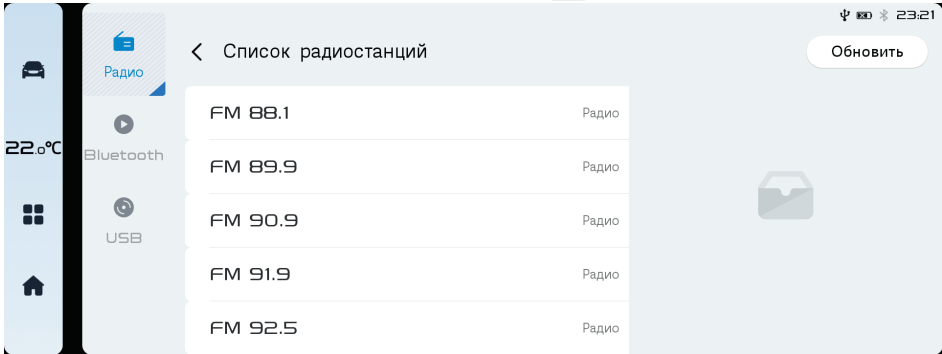 23:21
Список радиостанций
Обновить
Радио
FM 88.1 Радио
22.0°C
Bluetooth
FM 89.9 Радио
USB
FM 90.9 Радио
FM 91.9 Радио
FM 92.5 Радио